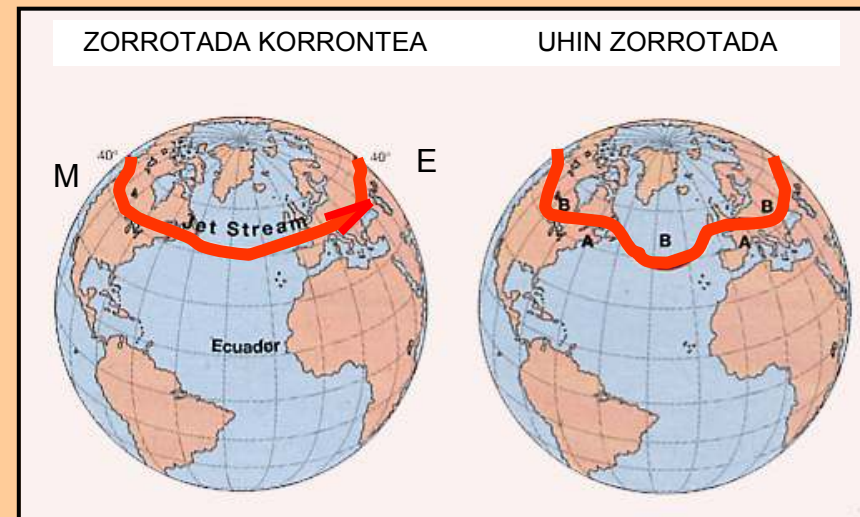 ZORROTADA KORRONTEA
UHIN ZORROTADA
M
40°
40°
E
Jet Stream
Ecuador
B
B
A
B
A